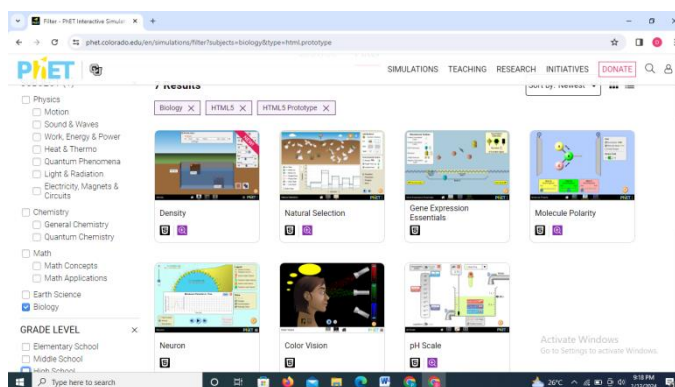 Filter - PhET Interactive Simulat
phet.colorado.edu/en/simulations/filter?subjects=biology&type=html,prototype
PhET
SIMULATIONS TEACHING RESEARCH INITIATIVES DONATE
7 Results
Sort by: Newest
Biology X HTML5 X HTML5 Prototype X
Physics
Motion
Sound & Waves
Work, Energy & Power
Heat & Thermo
Quantum Phenomena
Light & Radiation
Electricity, Magnets & Circuits
Chemistry
General Chemistry
Quantum Chemistry
Math
Math Concepts
Math Applications
Earth Science
Biology
GRADE LEVEL
Elementary School
Middle School
High School
Density
Natural Selection
Gene Expression
Essentials
Molecule Polarity
Neuron
Color Vision
pH Scale
Activate Windows
Go to Settings to activate Windows.
Type here to search
26°C
9:18 PM